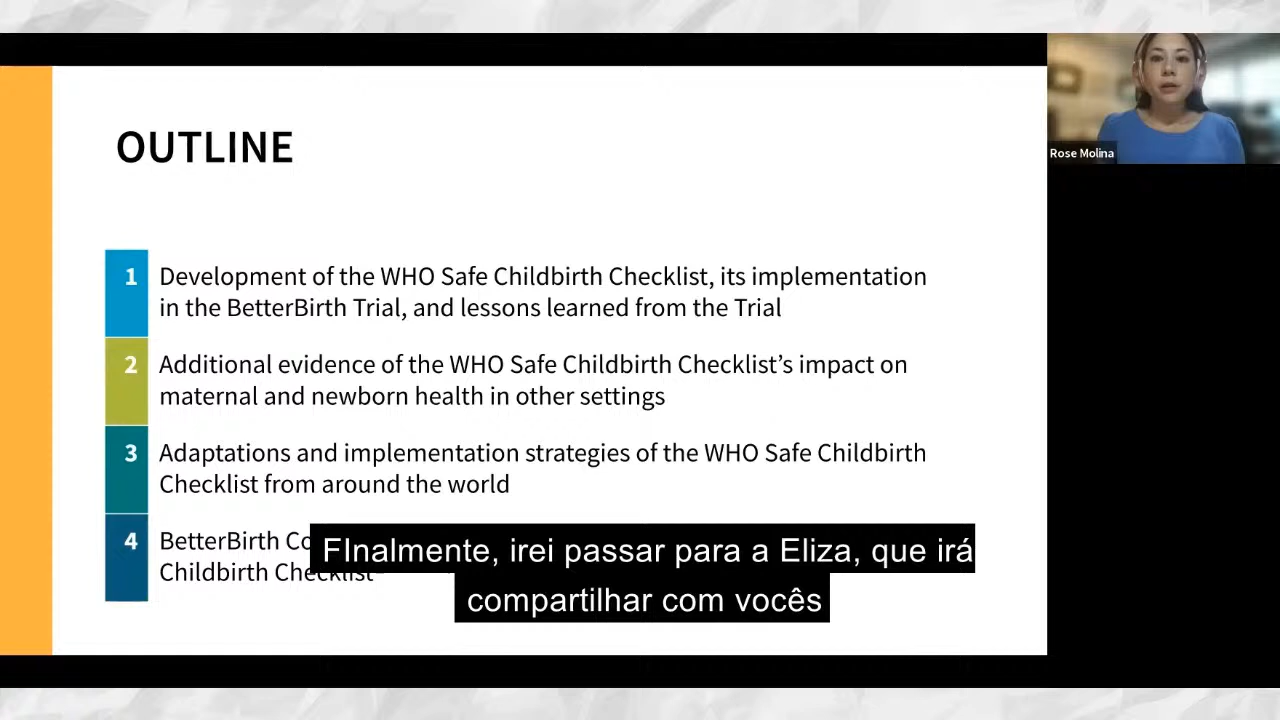 OUTLINE
1 Development of the WHO Safe Childbirth Checklist, its implementation
in the BetterBirth Trial, and lessons learned from the Trial
2 Additional evidence of the WHO Safe Childbirth Checklist’s impact on
maternal and newborn health in other settings
3 Adaptations and implementation strategies of the WHO Safe Childbirth
Checklist from around the world
4 BetterBirth
Childbirth Checklist
FInalmente, irei passar para a Eliza, que irá
compartilhar com vocês
Rose Molina